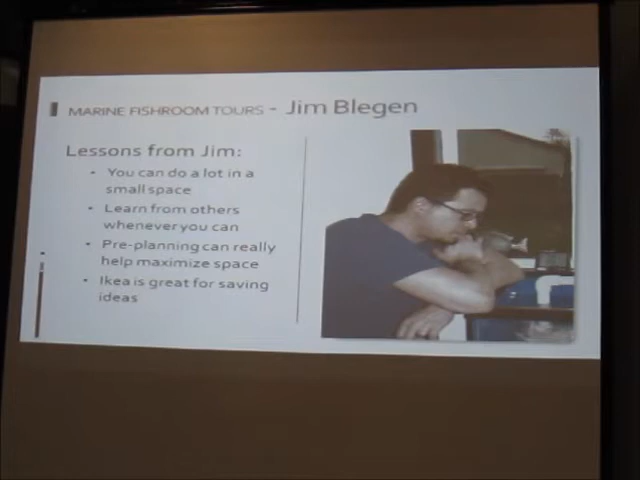 MARINE FISHROOM TOURS - Jim Blegen
Lessons from Jim:
• You can do a lot in a
small space
• Learn from others
whenever you can
• Pre-planning can really
help maximize space
• Ikea is great for saving
ideas